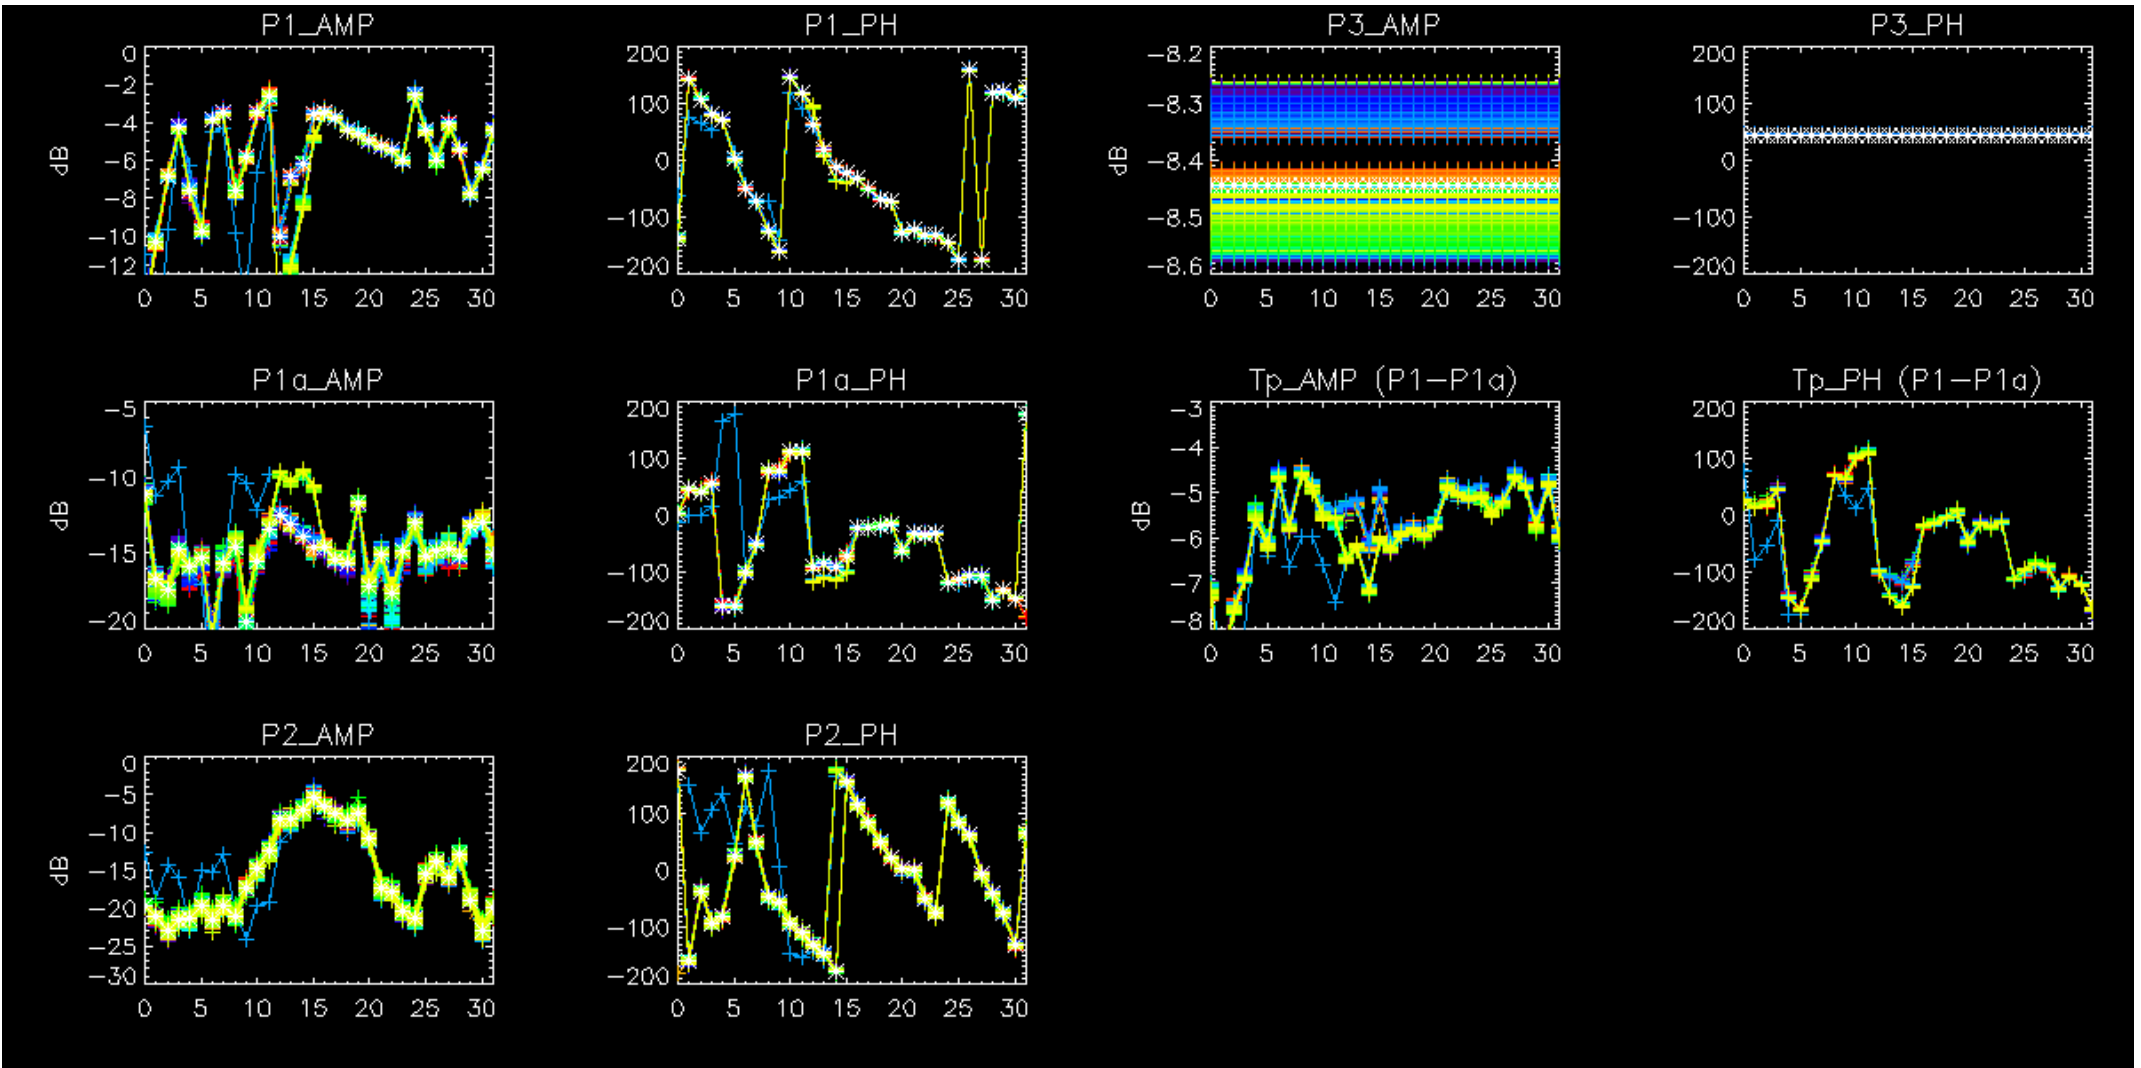 P1_AMP
P1_PH
P3_AMP
P3_PH
dB
0
-2
-4
-6
-8
-10
-12
0 5 10 15 20 25 30
200
100
0
-100
-200
0 5 10 15 20 25 30
dB
-8.2
-8.3
-8.4
-8.5
-8.6
0 5 10 15 20 25 30
200
100
0
-100
-200
0 5 10 15 20 25 30
P1a_AMP
P1a_PH
Tp_AMP (P1-P1a)
Tp_PH (P1-P1a)
dB
-5
-10
-15
-20
0 5 10 15 20 25 30
200
100
0
-100
-200
0 5 10 15 20 25 30
dB
-3
-4
-5
-6
-7
-8
0 5 10 15 20 25 30
200
100
0
-100
-200
0 5 10 15 20 25 30
P2_AMP
P2_PH
dB
0
-5
-10
-15
-20
-25
-30
0 5 10 15 20 25 30
200
100
0
-100
-200
0 5 10 15 20 25 30